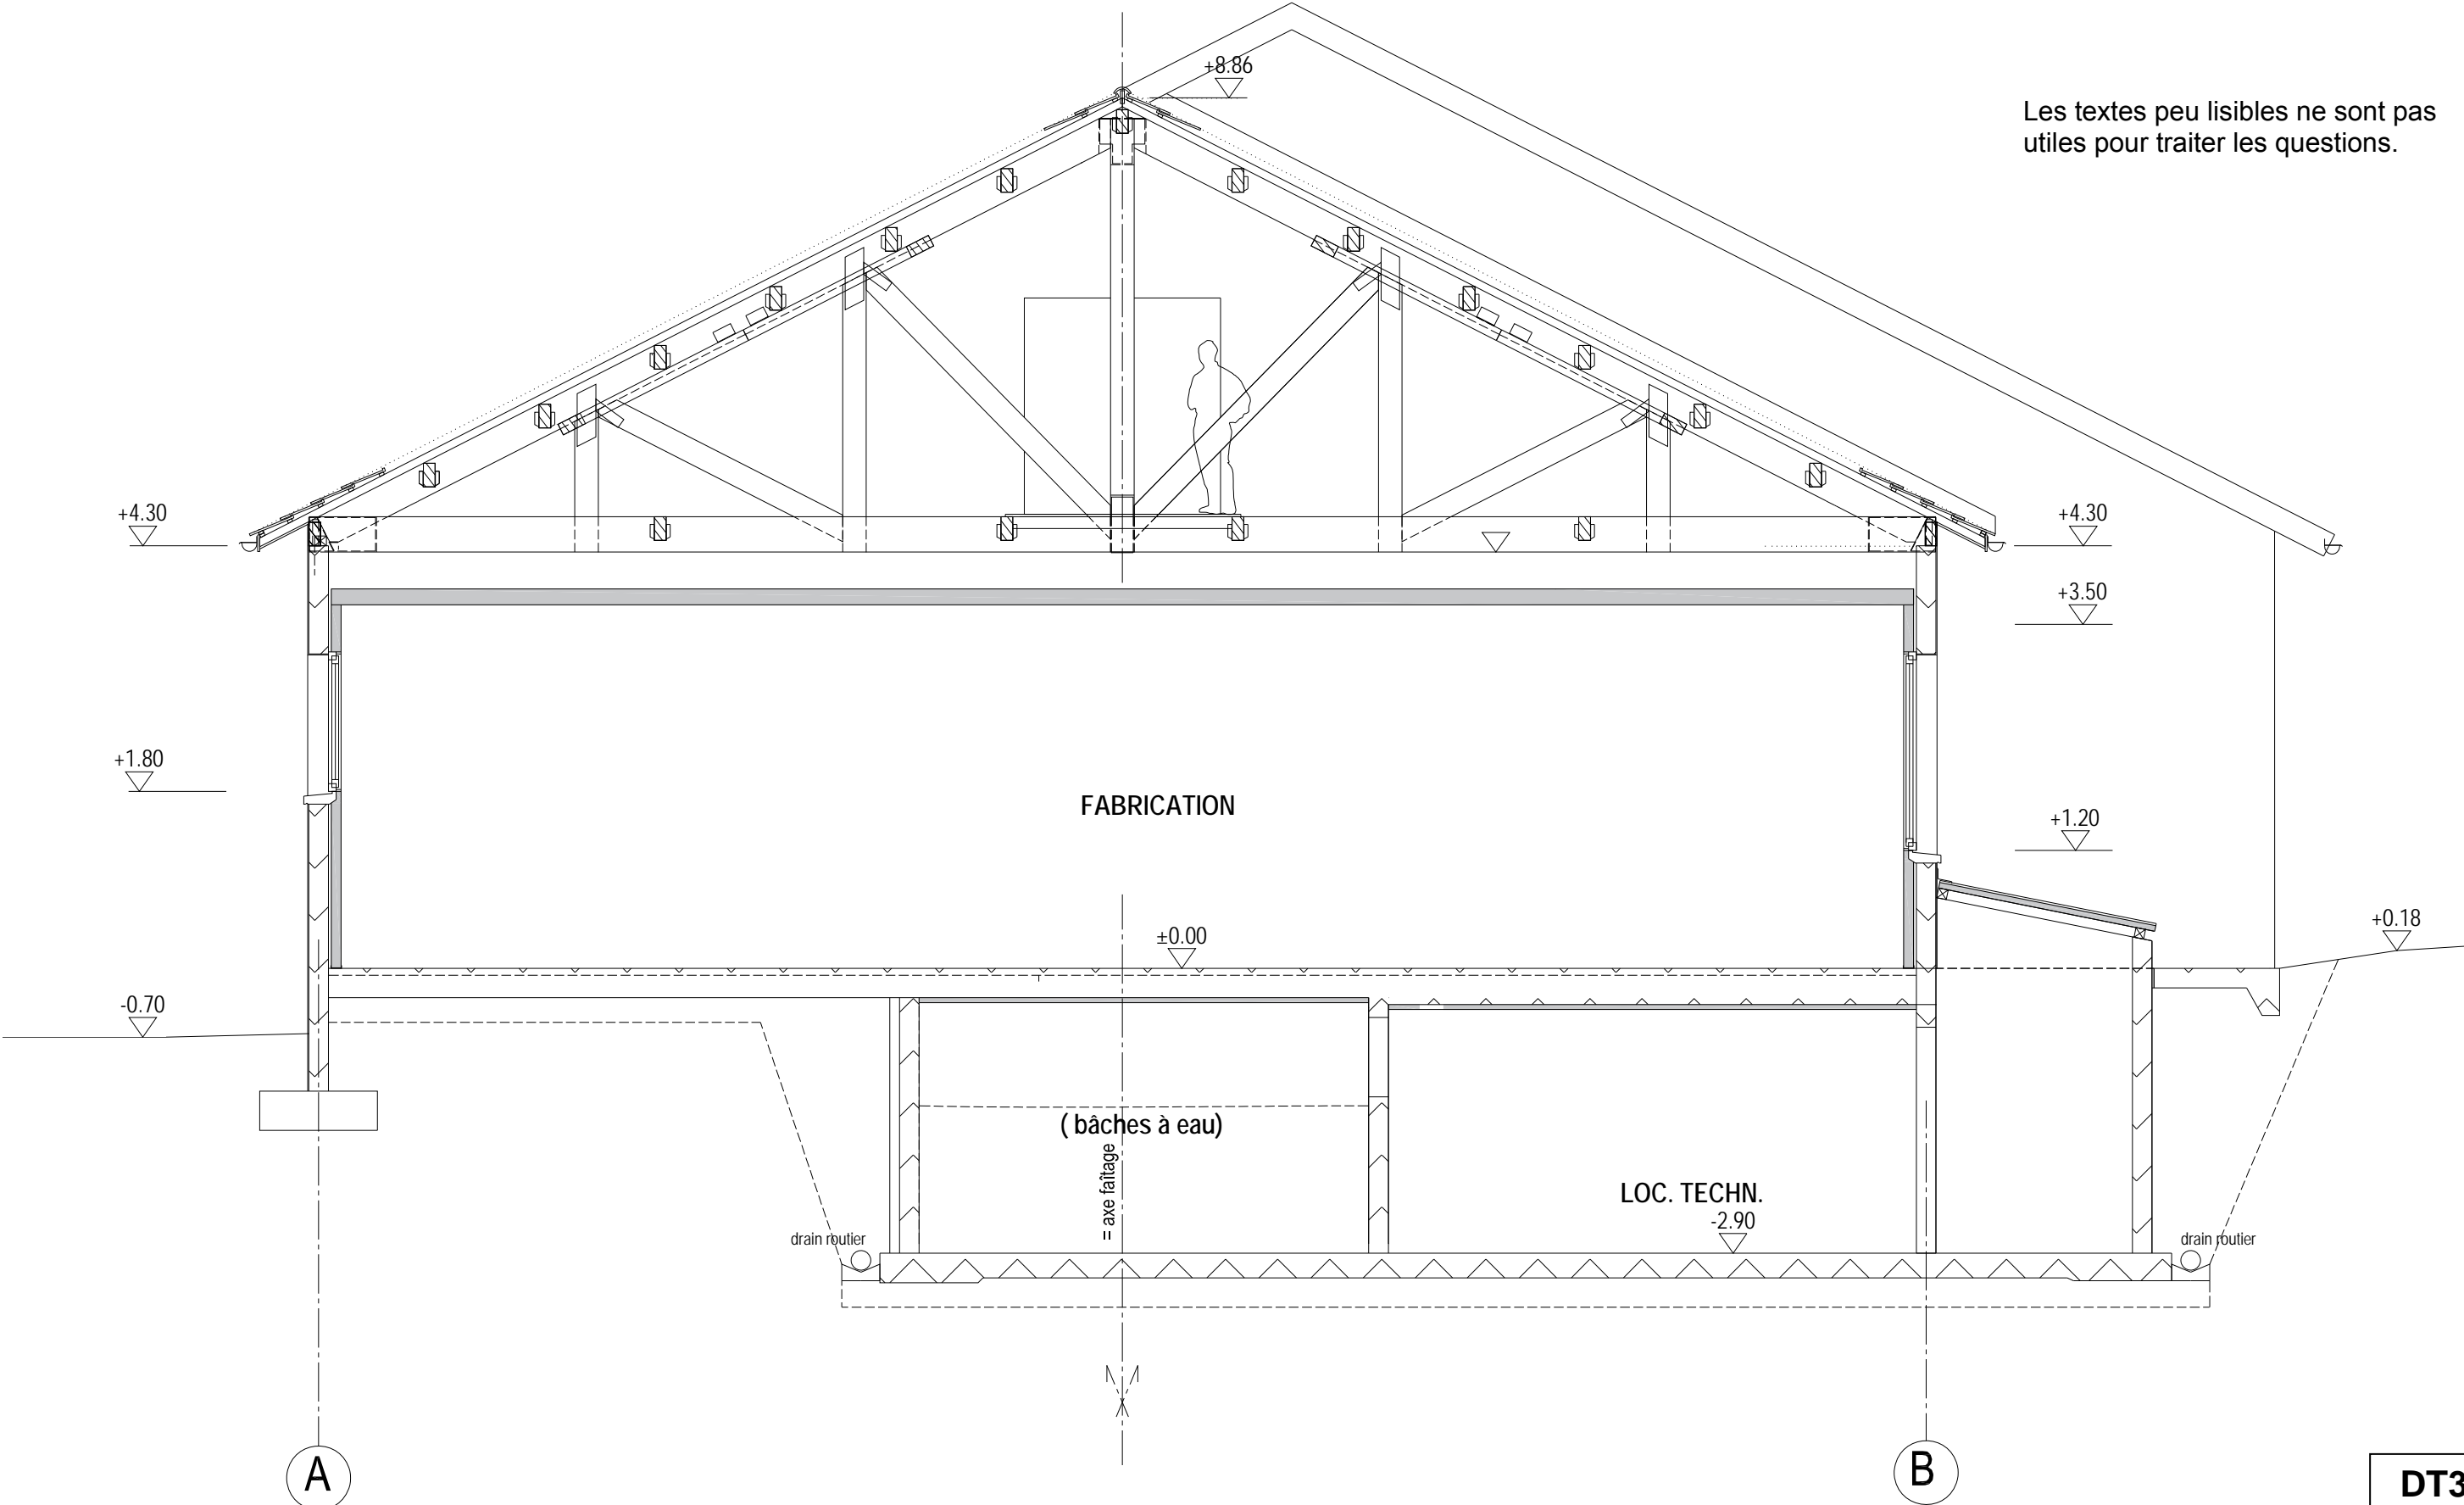 +8.86
Les textes peu lisibles ne sont pas
utiles pour traiter les questions.
+4.30
+4.30
+3.50
+1.80
FABRICATION
+1.20
+0.18
±0.00
-0.70
( bâches à eau)
= axe faîtage
LOC. TECHN.
-2.90
drain routier
drain routier
A
B
DT3